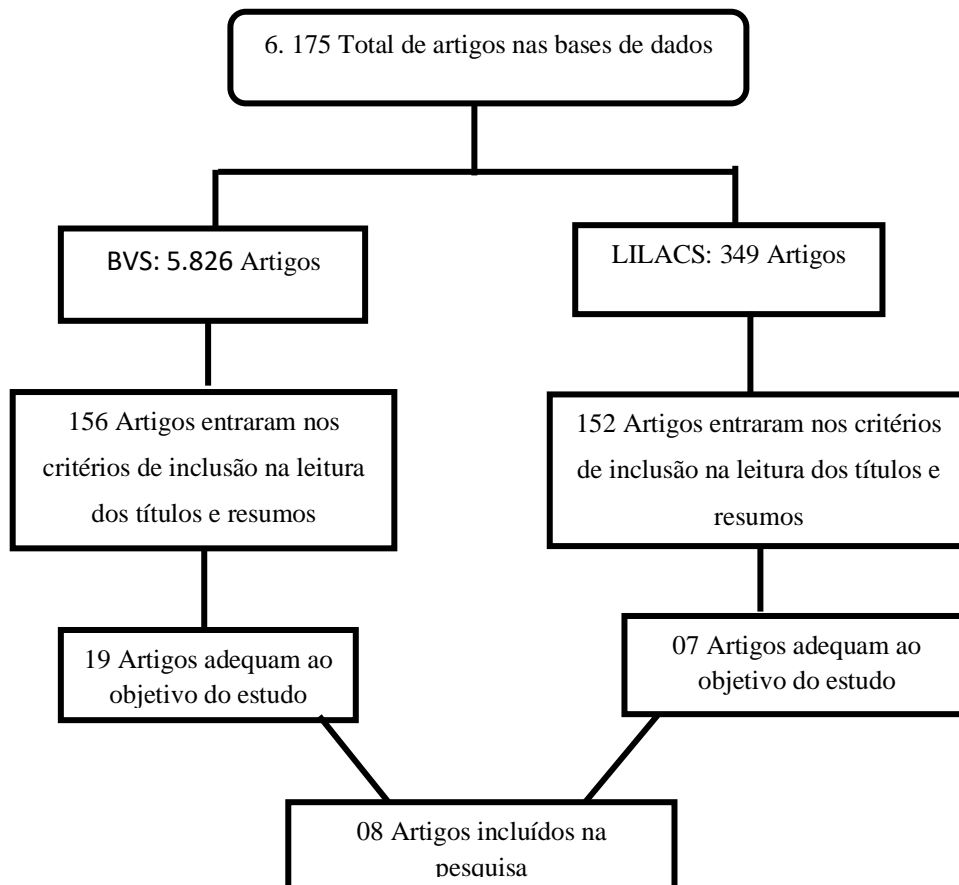 6. 175 Total de artigos nas bases de dados
BVS: 5.826 Artigos
LILACS: 349 Artigos
156 Artigos entraram nos
critérios de inclusão na leitura
dos títulos e resumos
152 Artigos entraram nos critérios
de inclusão na leitura dos títulos e
resumos
19 Artigos adequam ao
objetivo do estudo
07 Artigos adequam ao
objetivo do estudo
08 Artigos incluídos na
pesquisa